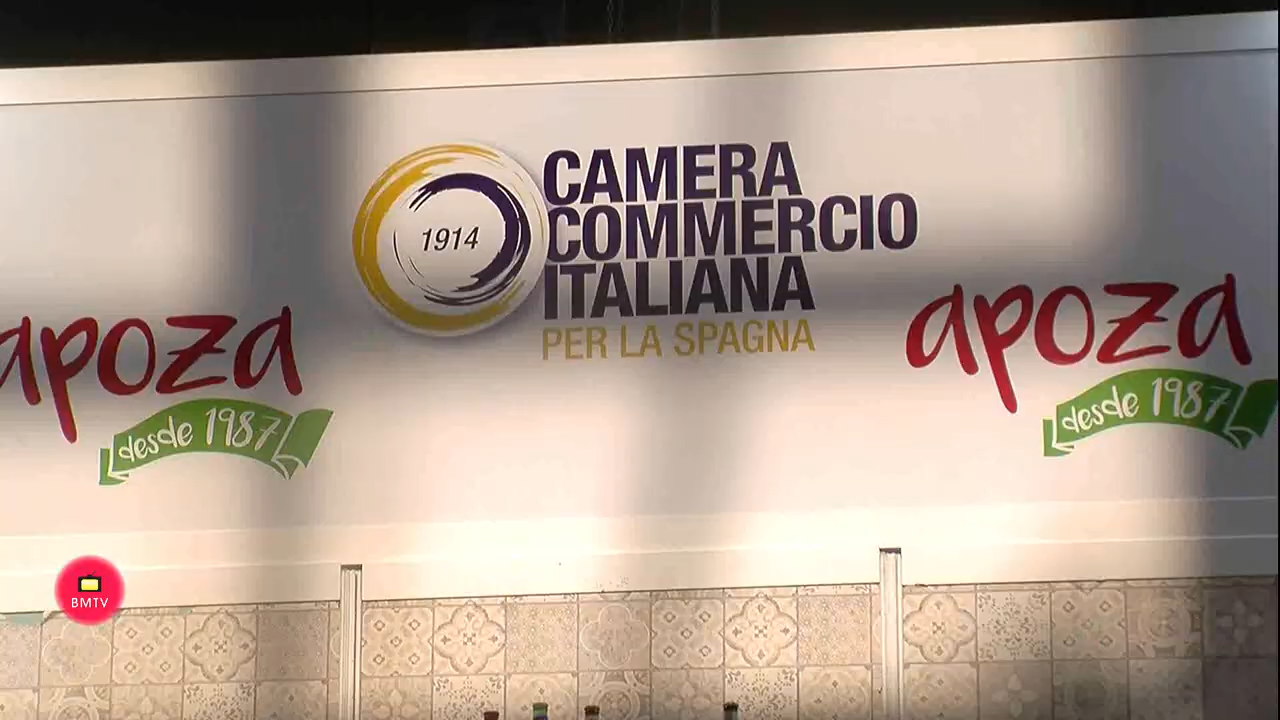 CAMERA
COMMERCIO
ITALIANA
PER LA SPAGNA
1914
apoza
desde 1987
apoza
desde 1987
BMTV